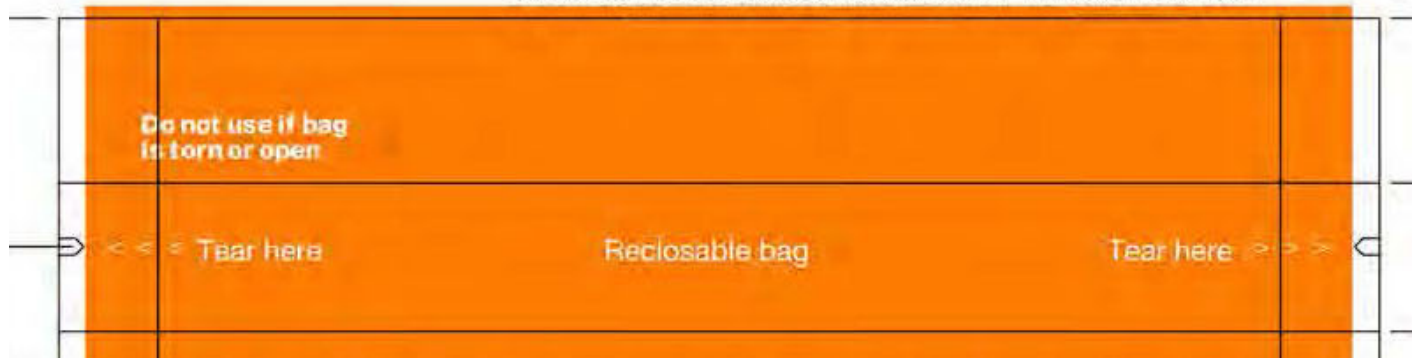 Do not use if bag
is torn or open
< < < Tear here Reclosable bag Tear here > > >